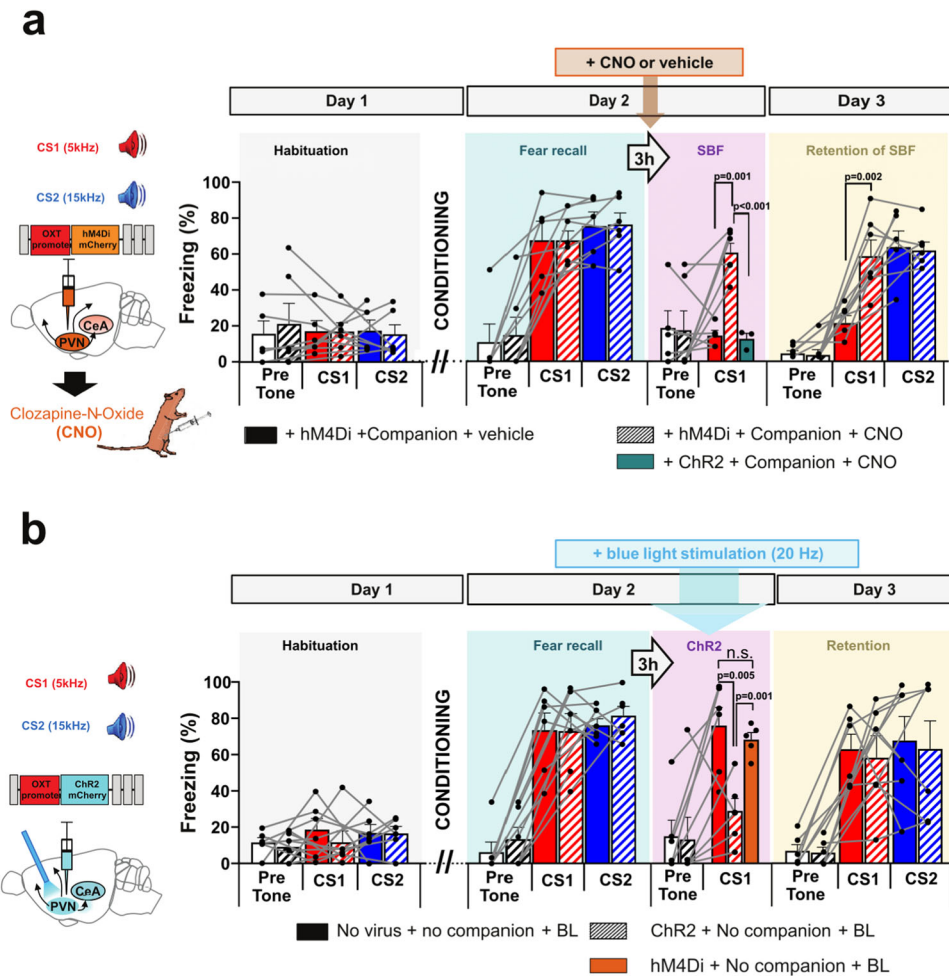 a
+ CNO or vehicle
Day 1
Day 2
Day 3
CS1 (5kHz)
CS2 (15kHz)
OXT promoter
hM4Di mCherry
CeA
PVN
Clozapine-N-Oxide
(CNO)
Habituation
Fear recall
3h
SBF
Retention of SBF
p=0.001
p<0.001
p=0.002
Freezing (%)
100
80
60
40
20
0
CONDITIONING
//
Pre Tone
CS1
CS2
Pre Tone
CS1
CS2
Pre Tone
CS1
Pre Tone
CS1
CS2
+ hM4Di +Companion + vehicle
+ hM4Di + Companion + CNO
+ ChR2 + Companion + CNO
b
+ blue light stimulation (20 Hz)
Day 1
Day 2
Day 3
CS1 (5kHz)
CS2 (15kHz)
OXT promoter
ChR2 mCherry
CeA
PVN
Habituation
Fear recall
3h
ChR2
Retention
n.s.
p=0.005
p=0.001
Freezing (%)
100
80
60
40
20
0
CONDITIONING
//
Pre Tone
CS1
CS2
Pre Tone
CS1
CS2
Pre Tone
CS1
Pre Tone
CS1
CS2
No virus + no companion + BL
ChR2 + No companion + BL
hM4Di + No companion + BL